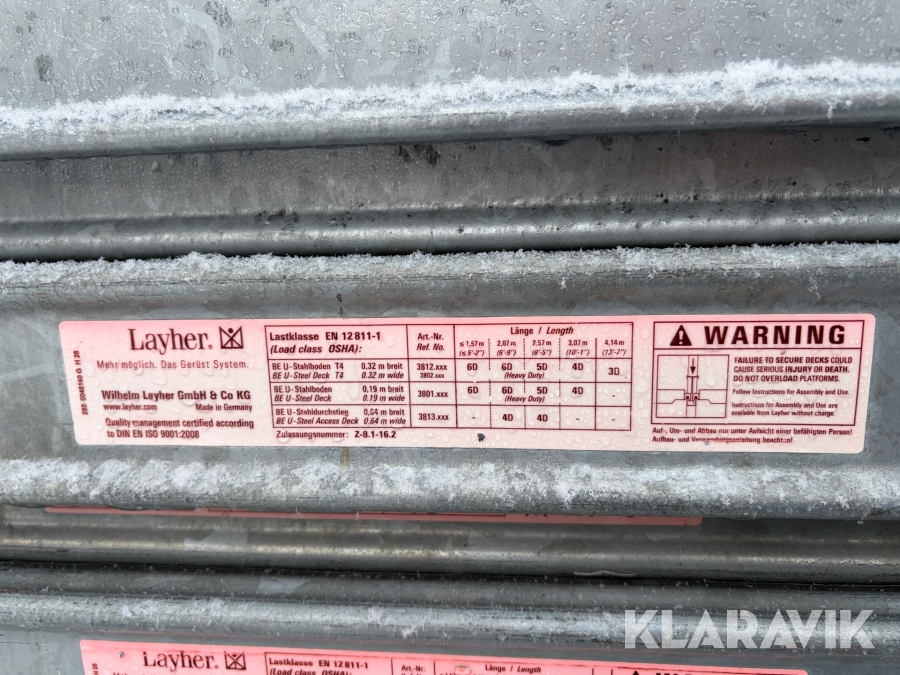 Layher.
Mehr möglich. Das Gerüst System.
Wilhelm Layher GmbH & Co KG
www.layher.com Made in Germany
Quality management certified according
to DIN EN ISO 9001:2008
Lastklasse EN 12811-1
(Load class OSHA):
Art.-Nr.
Ref. No.
Länge / Length
≤ 1,57 m 2,07 m 2,57 m 3,07 m 4,14 m
(≤ 5'-2") (6'-9") (8'-5") (10'-1") (13'-7")
BE U-Stahlboden T4 0,32 m breit 3812.xxx 6D 6D 5D 4D 3D
BE U-Steel Deck T4 0.32 m wide 3802.xxx (Heavy Duty)
BE U-Stahlboden 0,19 m breit 3801.xxx 6D 6D 5D 4D -
BE U-Steel Deck 0.19 m wide (Heavy Duty)
BE U-Stahldurchstieg 0,64 m breit 3813.xxx - 4D 4D - -
BE U-Steel Access Deck 0.64 m wide
Zulassungsnummer: Z-8.1-16.2
WARNING
FAILURE TO SECURE DECKS COULD
CAUSE SERIOUS INJURY OR DEATH.
DO NOT OVERLOAD PLATFORMS.
Follow Instructions for Assembly and Use.
Instructions for Assembly and Use are
available from Layher without charge.
Auf-, Um- und Abbau nur unter Aufsicht einer befähigten Person!
Aufbau- und Verwendungsanleitung beachten!
Layher.
Lastklasse EN 12811-1
(Load class OSHA):
Art.-Nr.
Länge / Length
KLARAVIK